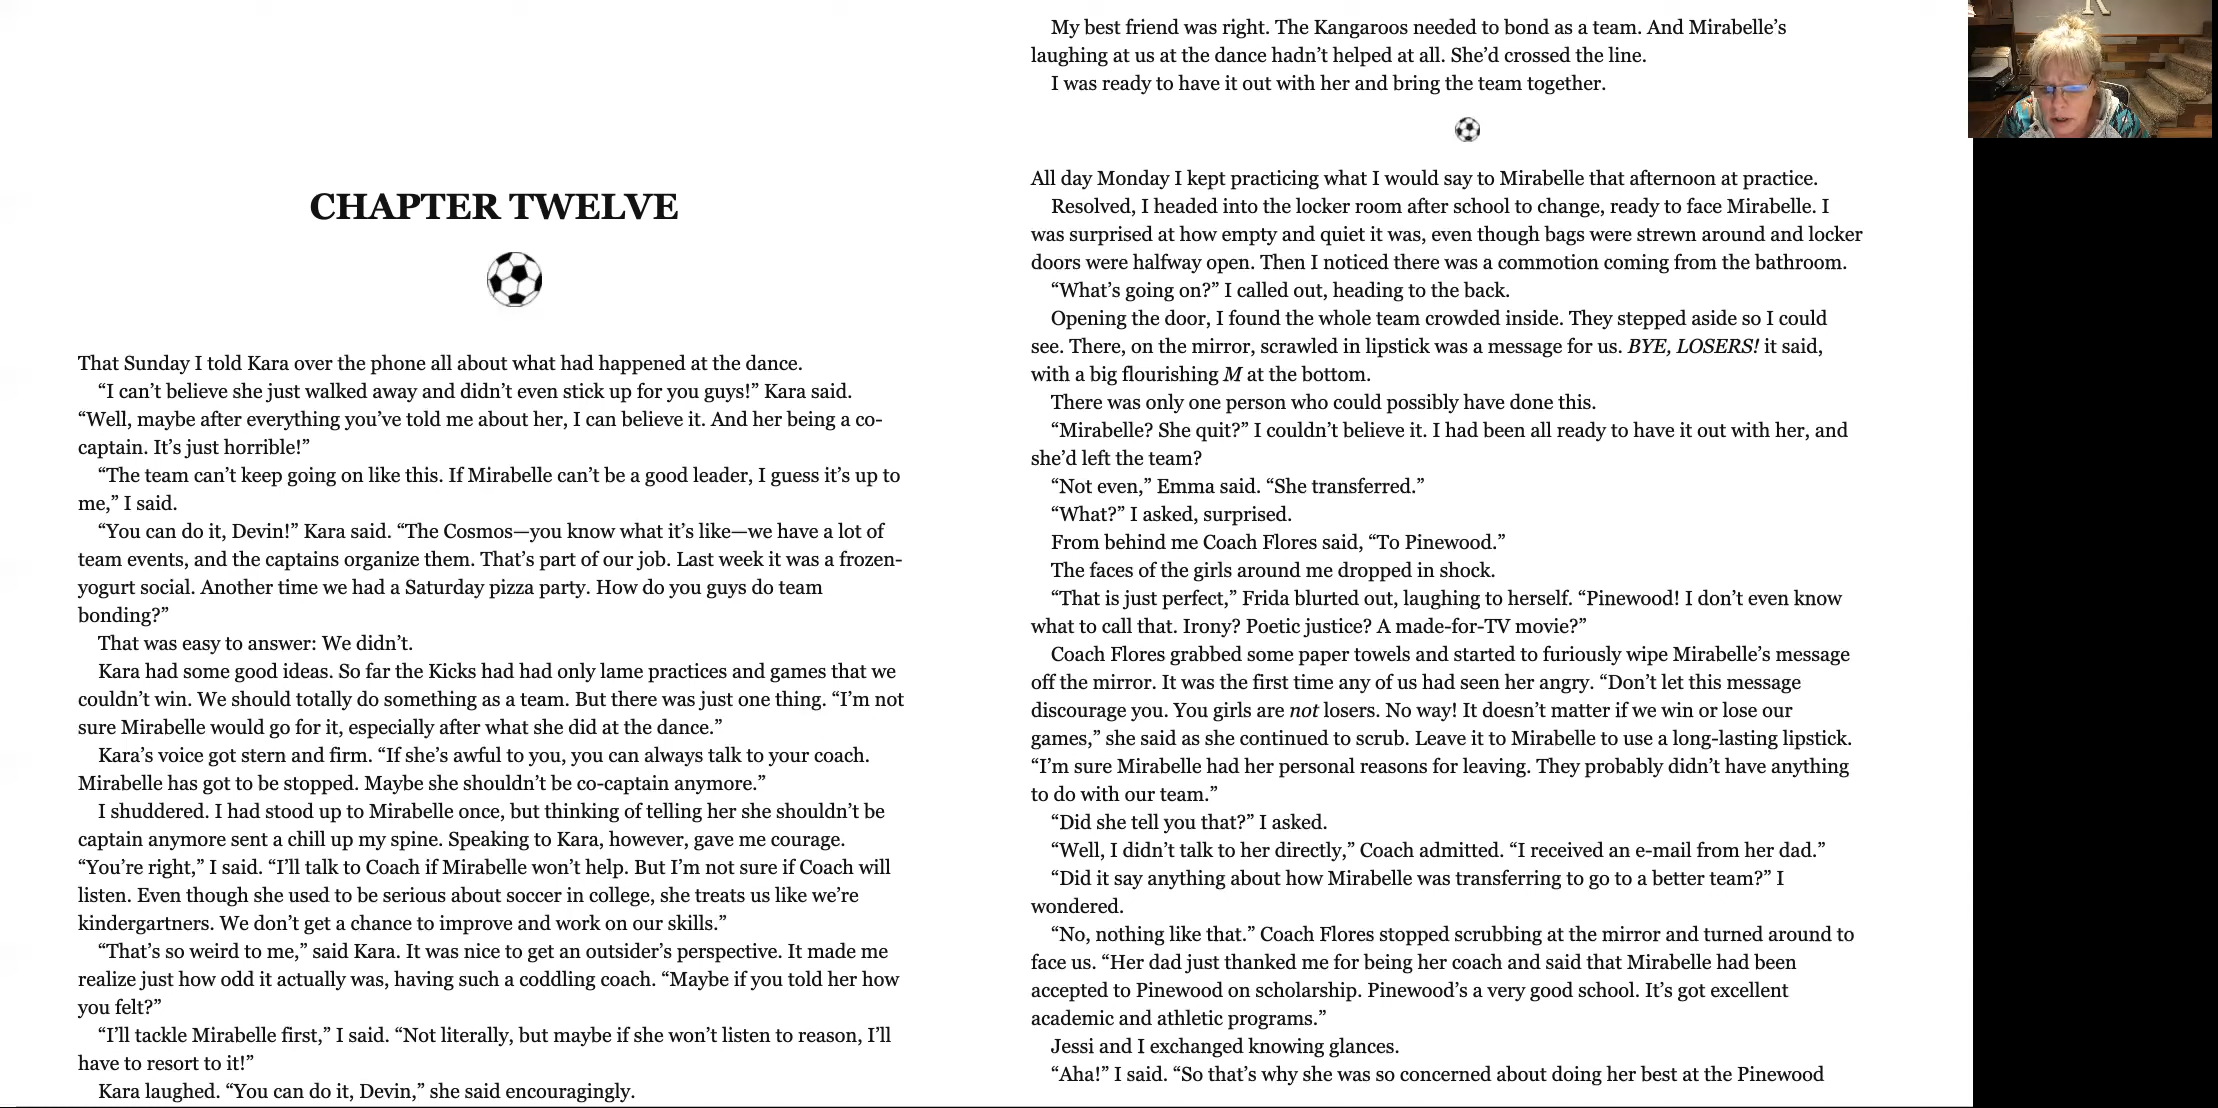 CHAPTER TWELVE
That Sunday I told Kara over the phone all about what had happened at the dance.
“I can’t believe she just walked away and didn’t even stick up for you guys!” Kara said.
“Well, maybe after everything you’ve told me about her, I can believe it. And her being a co-
captain. It’s just horrible!”
“The team can’t keep going on like this. If Mirabelle can’t be a good leader, I guess it’s up to
me,” I said.
“You can do it, Devin!” Kara said. “The Cosmos—you know what it’s like—we have a lot of
team events, and the captains organize them. That’s part of our job. Last week it was a frozen-
yogurt social. Another time we had a Saturday pizza party. How do you guys do team
bonding?”
That was easy to answer: We didn’t.
Kara had some good ideas. So far the Kicks had had only lame practices and games that we
couldn’t win. We should totally do something as a team. But there was just one thing. “I’m not
sure Mirabelle would go for it, especially after what she did at the dance.”
Kara’s voice got stern and firm. “If she’s awful to you, you can always talk to your coach.
Mirabelle has got to be stopped. Maybe she shouldn’t be co-captain anymore.”
I shuddered. I had stood up to Mirabelle once, but thinking of telling her she shouldn’t be
captain anymore sent a chill up my spine. Speaking to Kara, however, gave me courage.
“You’re right,” I said. “I’ll talk to Coach if Mirabelle won’t help. But I’m not sure if Coach will
listen. Even though she used to be serious about soccer in college, she treats us like we’re
kindergartners. We don’t get a chance to improve and work on our skills.”
“That’s so weird to me,” said Kara. It was nice to get an outsider’s perspective. It made me
realize just how odd it actually was, having such a coddling coach. “Maybe if you told her how
you felt?”
“I’ll tackle Mirabelle first,” I said. “Not literally, but maybe if she won’t listen to reason, I’ll
have to resort to it!”
Kara laughed. “You can do it, Devin,” she said encouragingly.
My best friend was right. The Kangaroos needed to bond as a team. And Mirabelle’s
laughing at us at the dance hadn’t helped at all. She’d crossed the line.
I was ready to have it out with her and bring the team together.
All day Monday I kept practicing what I would say to Mirabelle that afternoon at practice.
Resolved, I headed into the locker room after school to change, ready to face Mirabelle. I
was surprised at how empty and quiet it was, even though bags were strewn around and locker
doors were halfway open. Then I noticed there was a commotion coming from the bathroom.
“What’s going on?” I called out, heading to the back.
Opening the door, I found the whole team crowded inside. They stepped aside so I could
see. There, on the mirror, scrawled in lipstick was a message for us. BYE, LOSERS! it said,
with a big flourishing M at the bottom.
There was only one person who could possibly have done this.
“Mirabelle? She quit?” I couldn’t believe it. I had been all ready to have it out with her, and
she’d left the team?
“Not even,” Emma said. “She transferred.”
“What?” I asked, surprised.
From behind me Coach Flores said, “To Pinewood.”
The faces of the girls around me dropped in shock.
“That is just perfect,” Frida blurted out, laughing to herself. “Pinewood! I don’t even know
what to call that. Irony? Poetic justice? A made-for-TV movie?”
Coach Flores grabbed some paper towels and started to furiously wipe Mirabelle’s message
off the mirror. It was the first time any of us had seen her angry. “Don’t let this message
discourage you. You girls are not losers. No way! It doesn’t matter if we win or lose our
games,” she said as she continued to scrub. Leave it to Mirabelle to use a long-lasting lipstick.
“I’m sure Mirabelle had her personal reasons for leaving. They probably didn’t have anything
to do with our team.”
“Did she tell you that?” I asked.
“Well, I didn’t talk to her directly,” Coach admitted. “I received an e-mail from her dad.”
“Did it say anything about how Mirabelle was transferring to go to a better team?” I
wondered.
“No, nothing like that.” Coach Flores stopped scrubbing at the mirror and turned around to
face us. “Her dad just thanked me for being her coach and said that Mirabelle had been
accepted to Pinewood on scholarship. Pinewood’s a very good school. It’s got excellent
academic and athletic programs.”
Jessi and I exchanged knowing glances.
“Aha!” I said. “So that’s why she was so concerned about doing her best at the Pinewood
R